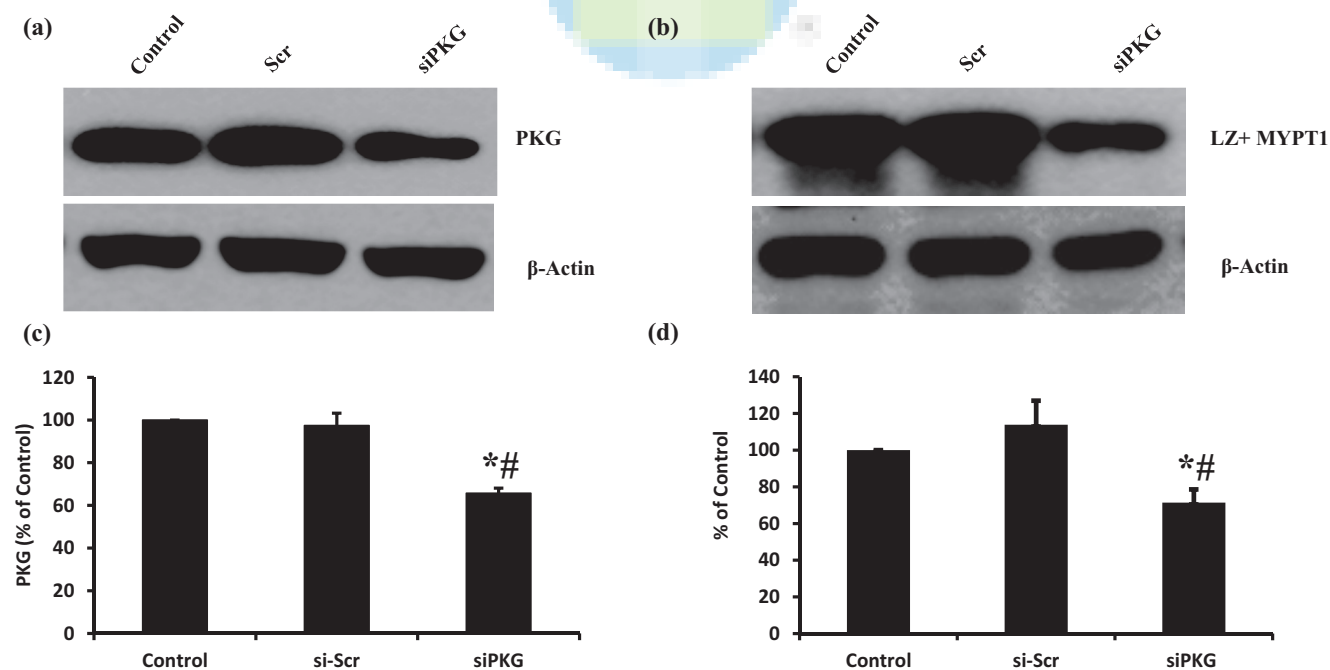 (a)
Control
Scr
siPKG
PKG
β-Actin
(b)
Control
Scr
siPKG
LZ+ MYPT1
β-Actin
(c)
PKG (% of Control)
120
100
80
60
40
20
0
*#
Control
si-Scr
siPKG
(d)
% of Control
140
120
100
80
60
40
20
0
*#
Control
si-Scr
siPKG